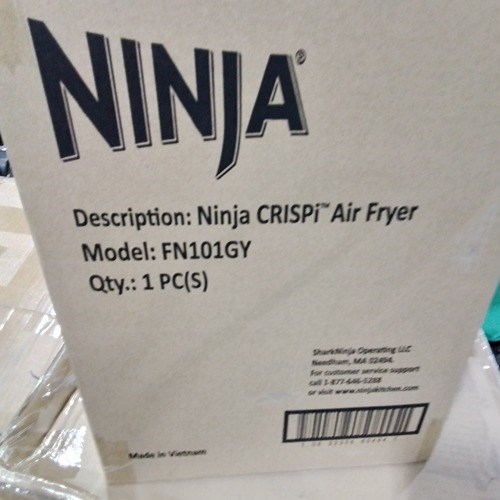 NINJA®
Description: Ninja CRISPi™ Air Fryer
Model: FN101GY
Qty.: 1 PC(S)
SharkNinja Operating LLC
Needham, MA 02494.
For customer service support
call 1-877-646-5288
or visit www.ninjakitchen.com
Made in Vietnam